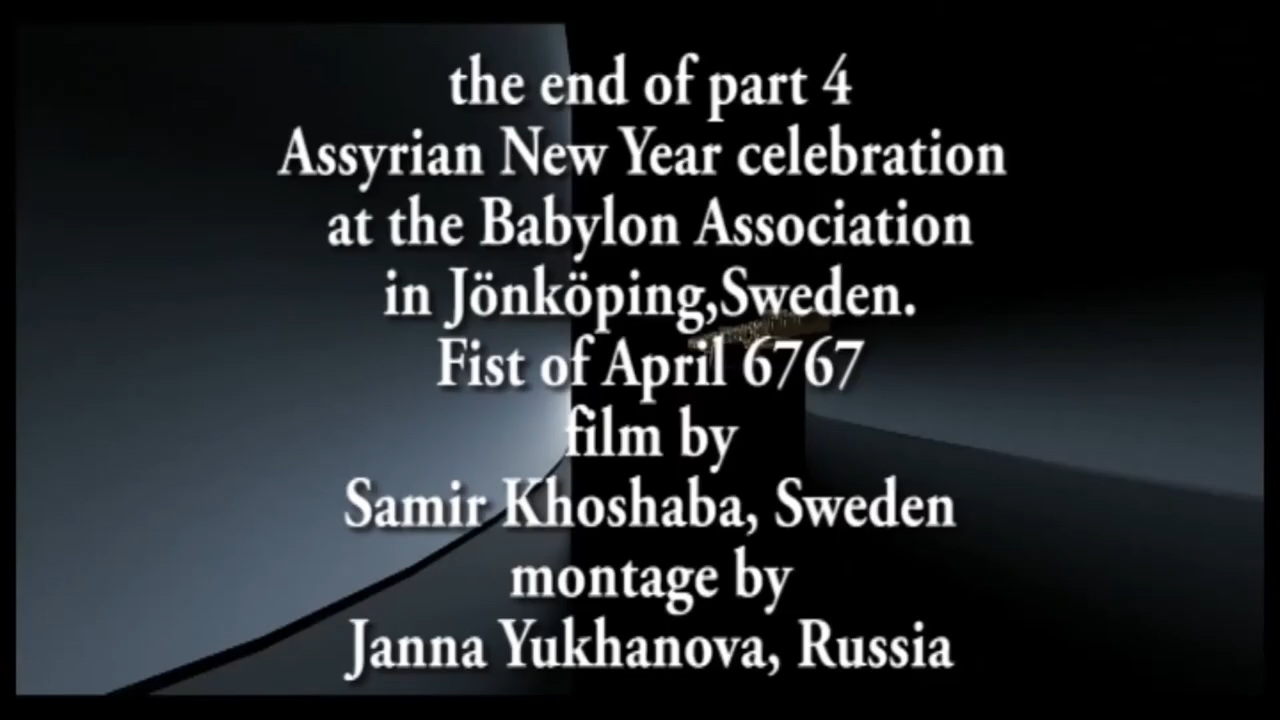 the end of part 4
Assyrian New Year celebration
at the Babylon Association
in Jönköping,Sweden.
Fist of April 6767
film by
Samir Khoshaba, Sweden
montage by
Janna Yukhanova, Russia